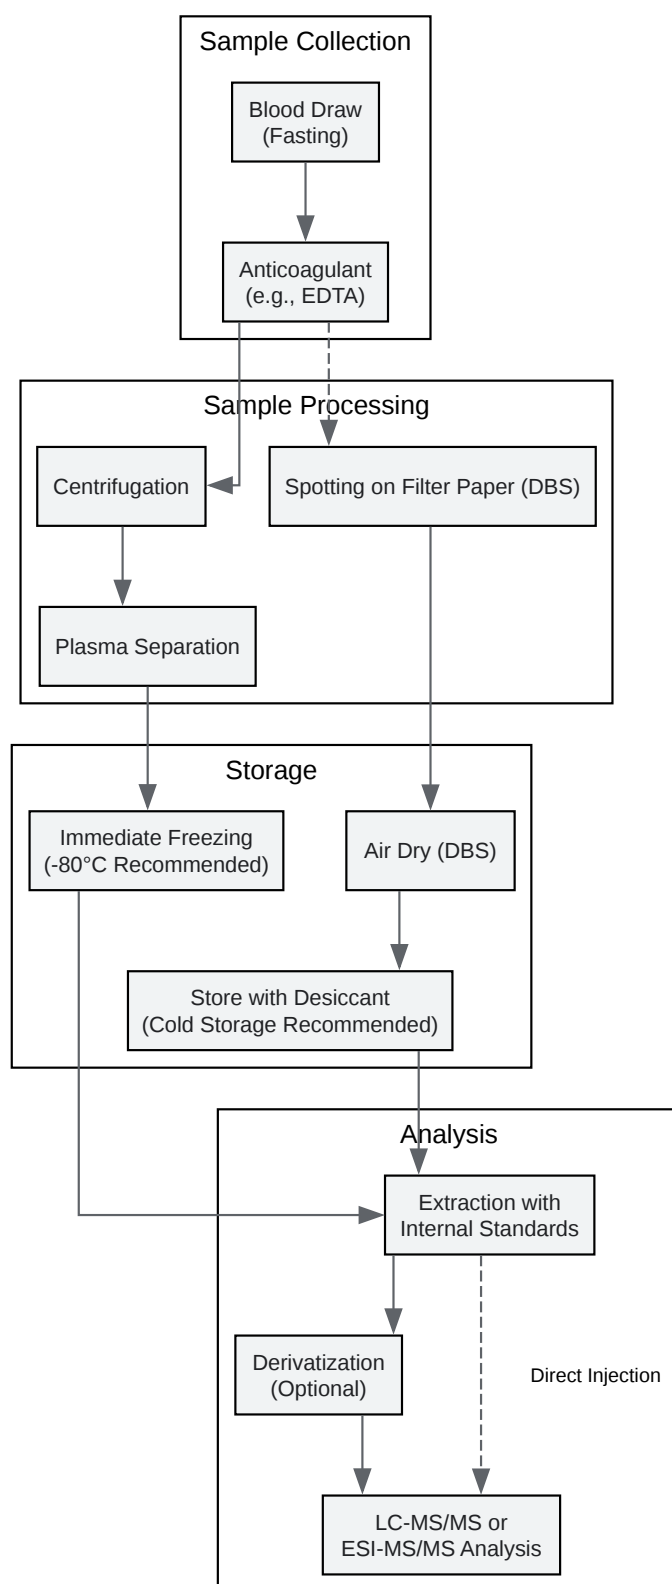 Sample Collection
Blood Draw
(Fasting)
Anticoagulant
(e.g., EDTA)
Sample Processing
Centrifugation
Spotting on Filter Paper (DBS)
Plasma Separation
Storage
Immediate Freezing
(-80°C Recommended)
Air Dry (DBS)
Store with Desiccant
(Cold Storage Recommended)
Analysis
Extraction with
Internal Standards
Derivatization
(Optional)
Direct Injection
LC-MS/MS or
ESI-MS/MS Analysis